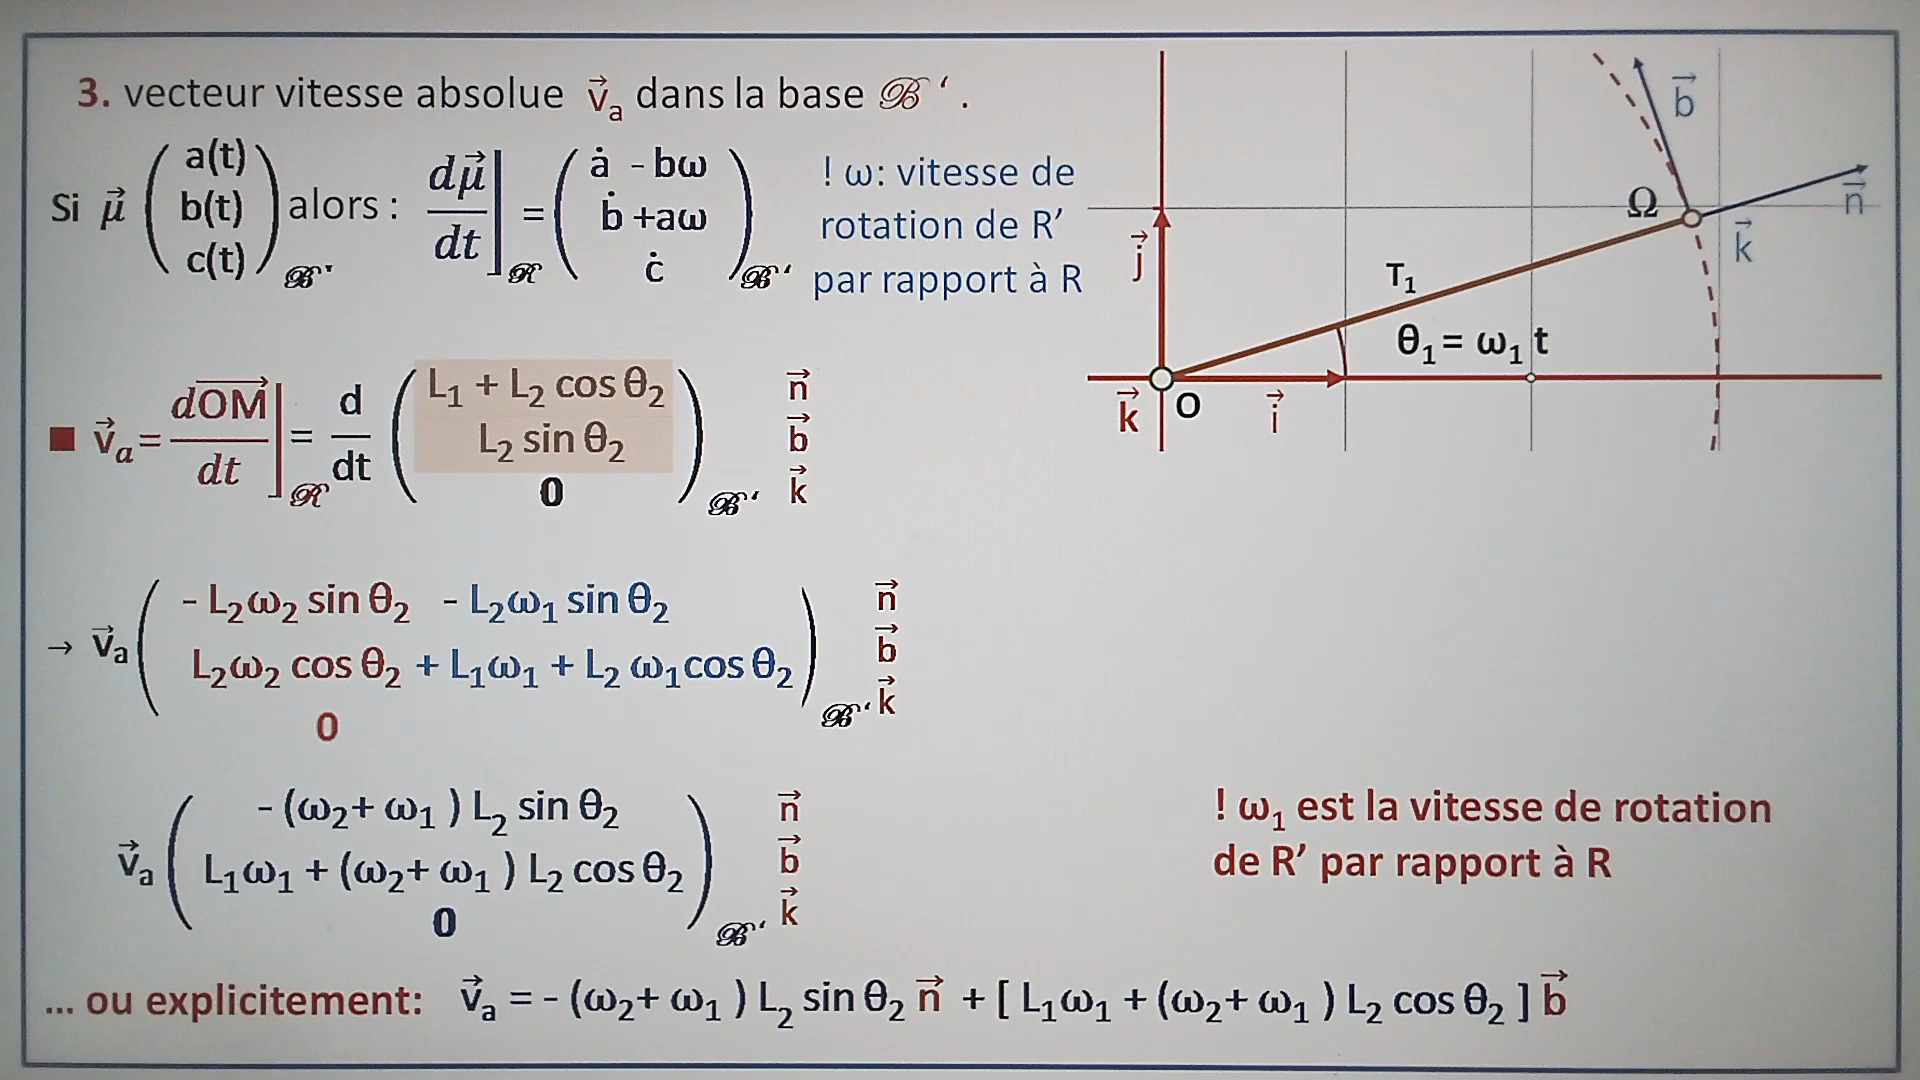 3. vecteur vitesse absolue v⃗a dans la base ℬ ‘ .
Si μ⃗ ( a(t) b(t) c(t) )ℬ' alors : dμ⃗/dt |ℛ = ( ȧ - bω ḃ +aω ċ )ℬ‘
! ω: vitesse de
rotation de R’
par rapport à R
■ v⃗a = dOM⃗/dt |ℛ = d/dt ( L₁ + L₂ cos θ₂ L₂ sin θ₂ 0 )ℬ‘ n⃗ b⃗ k⃗
→ v⃗a ( - L₂ω₂ sin θ₂ - L₂ω₁ sin θ₂
L₂ω₂ cos θ₂ + L₁ω₁ + L₂ ω₁cos θ₂
0 )ℬ‘ n⃗ b⃗ k⃗
v⃗a ( - (ω₂+ ω₁ ) L₂ sin θ₂
L₁ω₁ + (ω₂+ ω₁ ) L₂ cos θ₂
0 )ℬ‘ n⃗ b⃗ k⃗
... ou explicitement: v⃗a = - (ω₂+ ω₁ ) L₂ sin θ₂ n⃗ + [ L₁ω₁ + (ω₂+ ω₁ ) L₂ cos θ₂ ] b⃗
b⃗
Ω
n⃗
k⃗
j⃗
T₁
θ₁= ω₁ t
k⃗
O
i⃗
! ω₁ est la vitesse de rotation
de R’ par rapport à R